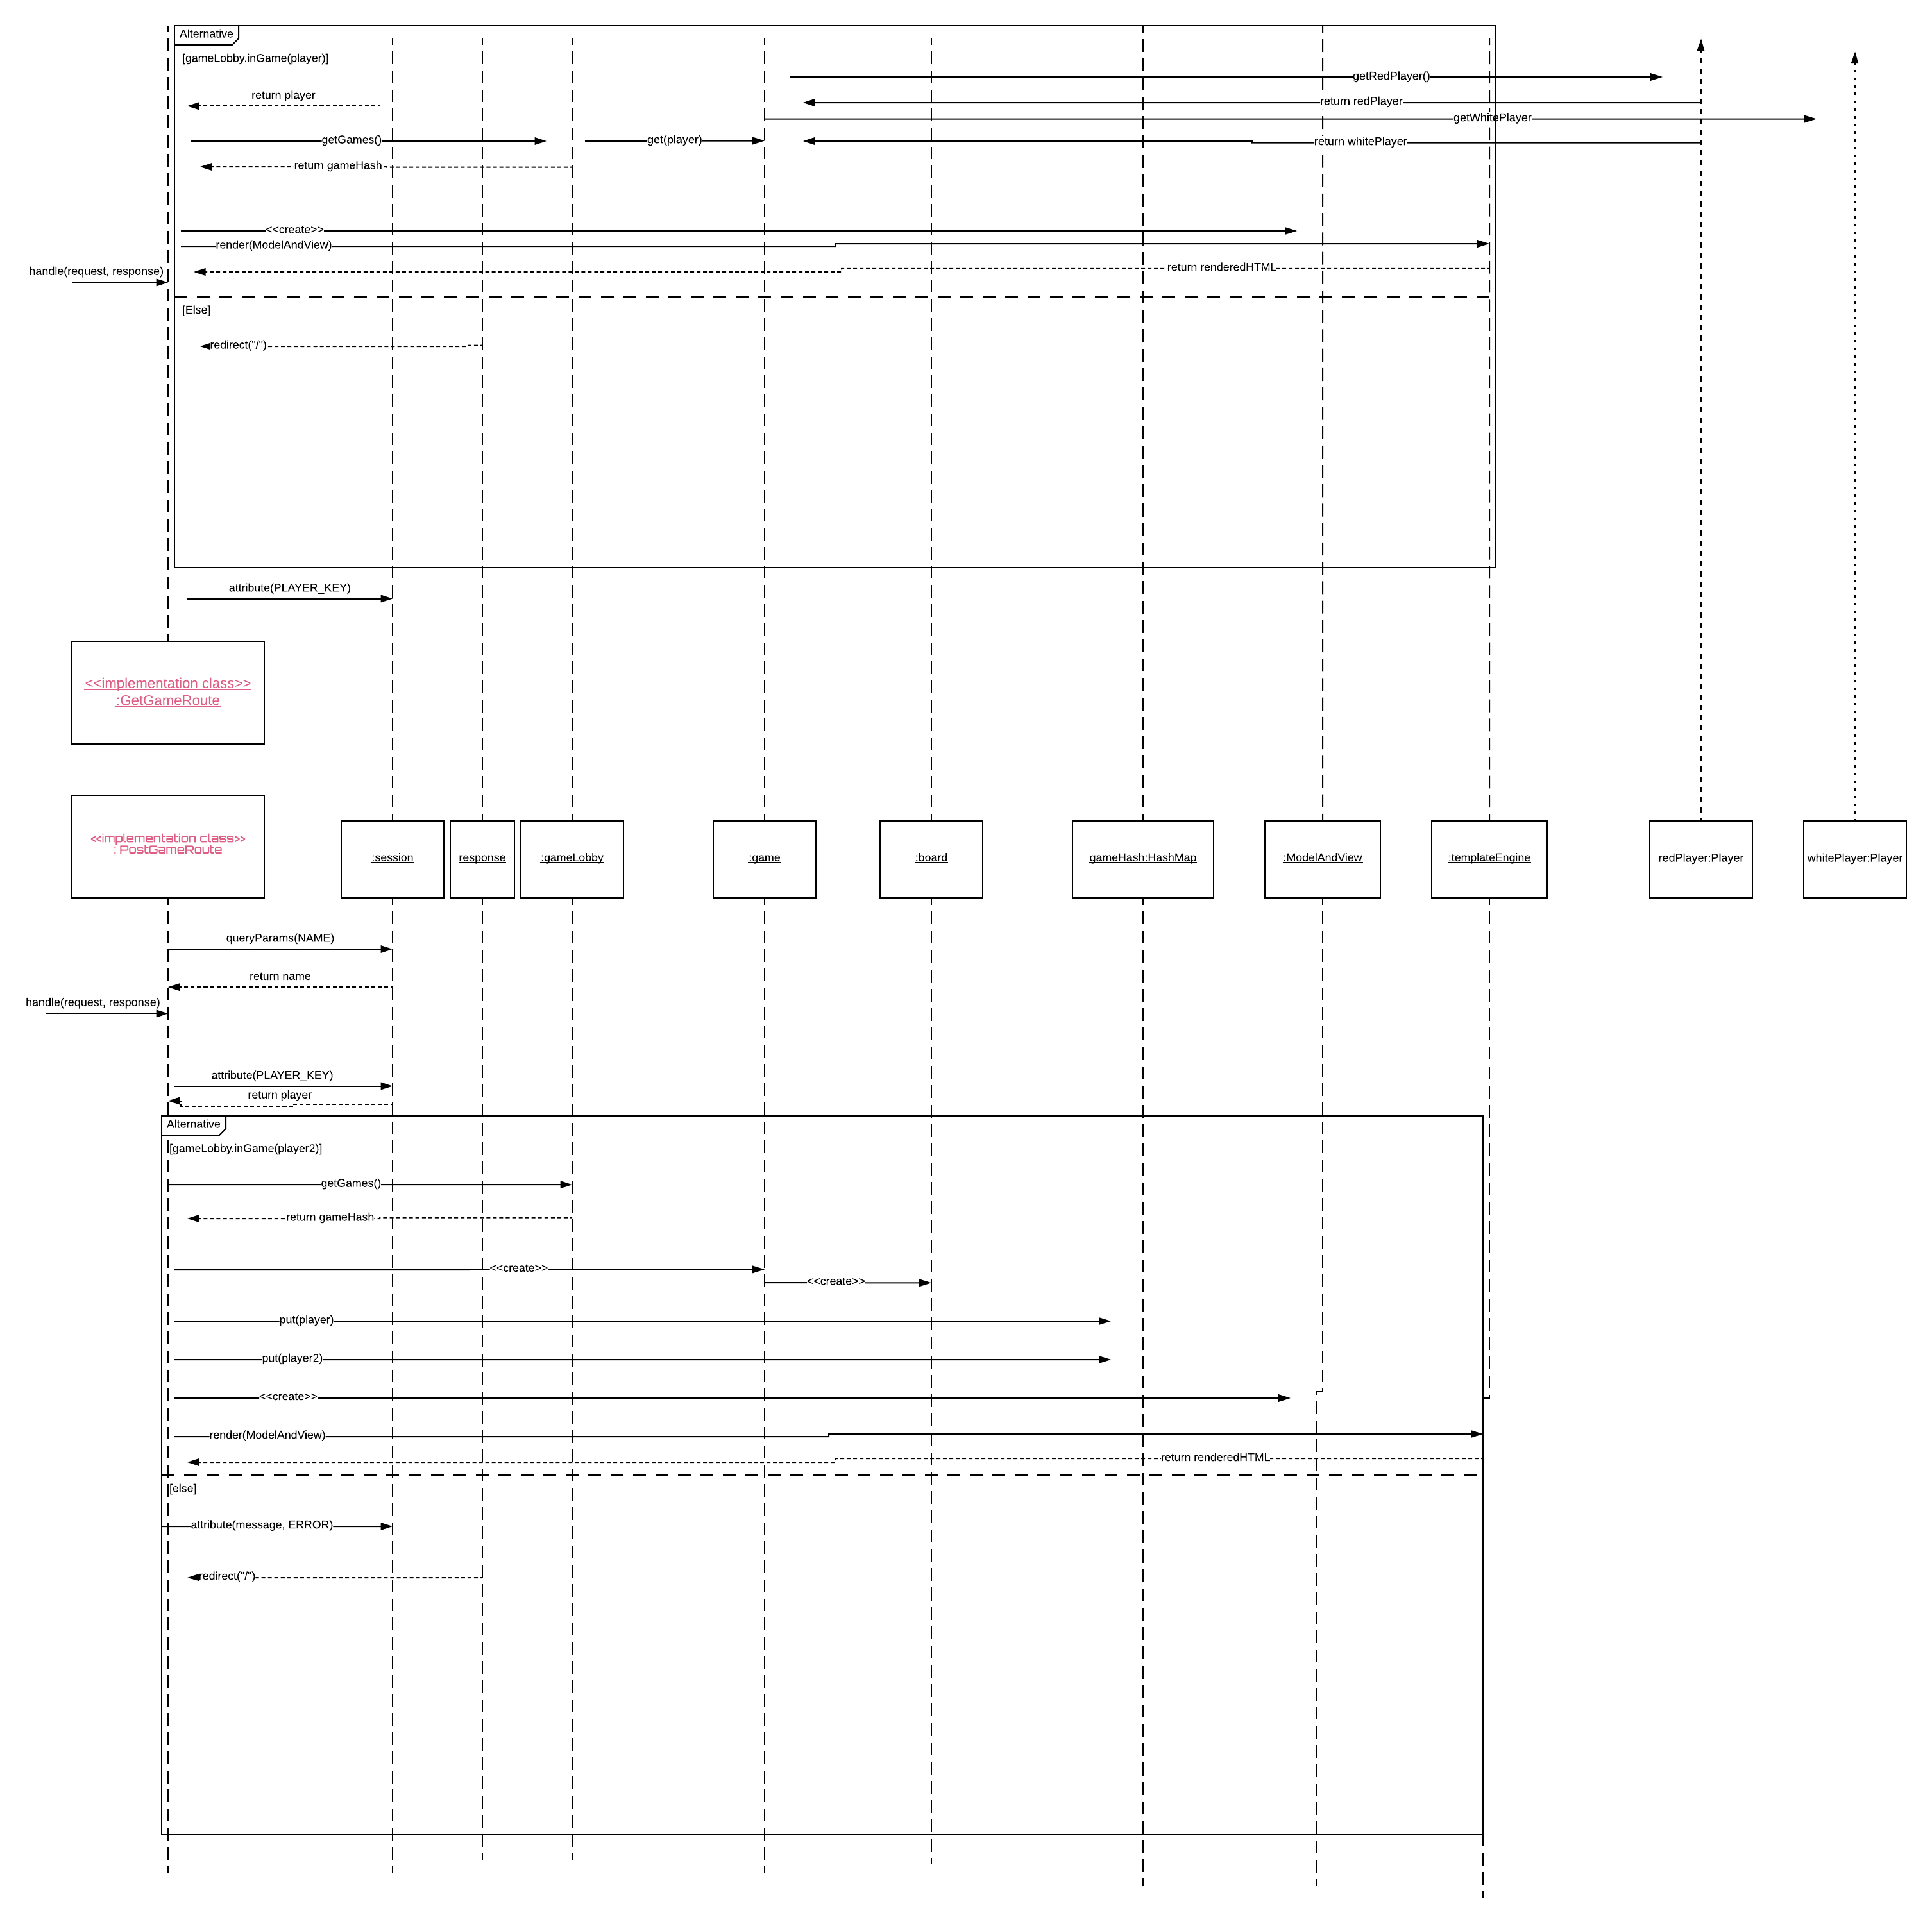 Alternative
[gameLobby.inGame(player)]
getRedPlayer()
return player
return redPlayer
getWhitePlayer
getGames()
get(player)
return whitePlayer
return gameHash
<<create>>
render(ModelAndView)
return renderedHTML
handle(request, response)
[Else]
redirect("/")
attribute(PLAYER_KEY)
<<implementation class>>
:GetGameRoute
<<implementation class>>
: PostGameRoute
:session
response
:gameLobby
:game
:board
gameHash:HashMap
:ModelAndView
:templateEngine
redPlayer:Player
whitePlayer:Player
queryParams(NAME)
return name
handle(request, response)
attribute(PLAYER_KEY)
return player
Alternative
[gameLobby.inGame(player2)]
getGames()
return gameHash
<<create>>
<<create>>
put(player)
put(player2)
<<create>>
render(ModelAndView)
return renderedHTML
[else]
attribute(message, ERROR)
redirect("/")